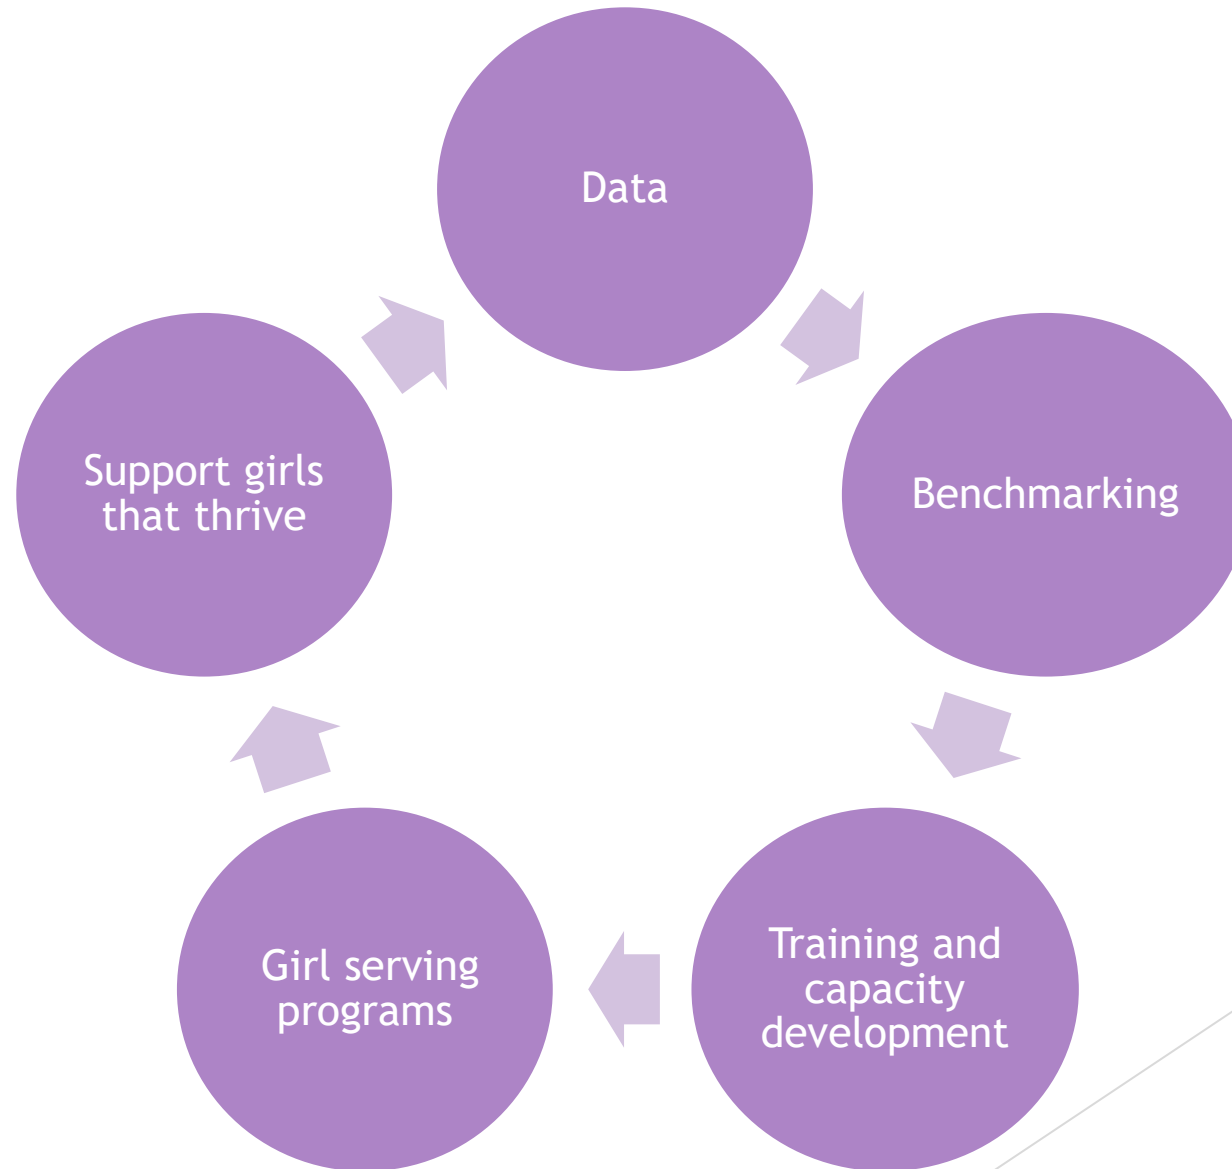 Data
Benchmarking
Training and
capacity
development
Girl serving
programs
Support girls
that thrive